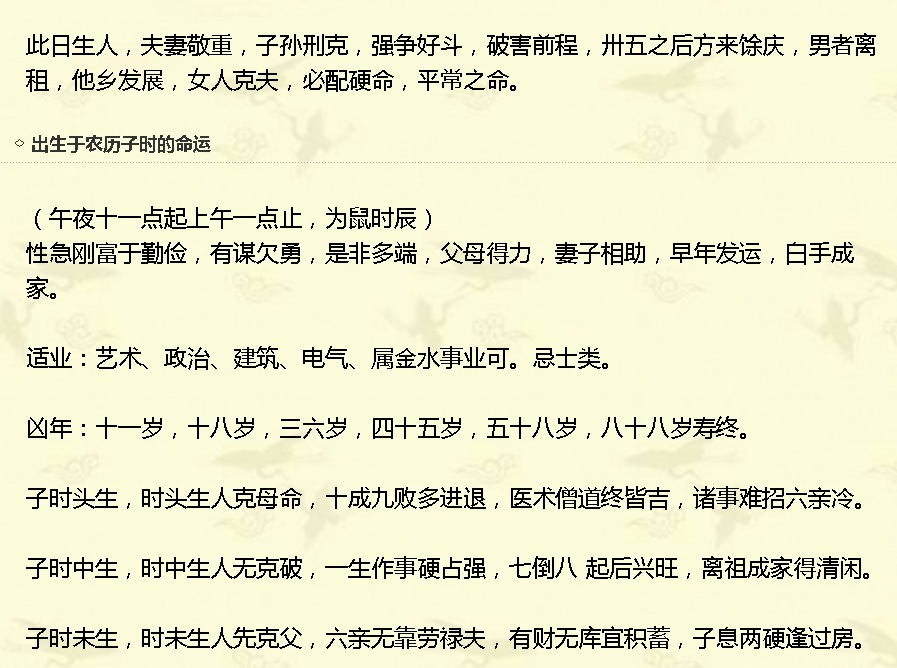 此日生人，夫妻敬重，子孙刑克，强争好斗，破害前程，卅五之后方来馀庆，男者离
租，他乡发展，女人克夫，必配硬命，平常之命。
◇ 出生于农历子时的命运
（午夜十一点起上午一点止，为鼠时辰）
性急刚富于勤俭，有谋欠勇，是非多端，父母得力，妻子相助，早年发运，白手成
家。
适业：艺术、政治、建筑、电气、属金水事业可。忌士类。
凶年：十一岁，十八岁，三六岁，四十五岁，五十八岁，八十八岁寿终。
子时头生，时头生人克母命，十成九败多进退，医术僧道终皆吉，诸事难招六亲冷。
子时中生，时中生人无克破，一生作事硬占强，七倒八 起后兴旺，离祖成家得清闲。
子时未生，时未生人先克父，六亲无靠劳禄夫，有财无库宜积蓄，子息两硬逢过房。